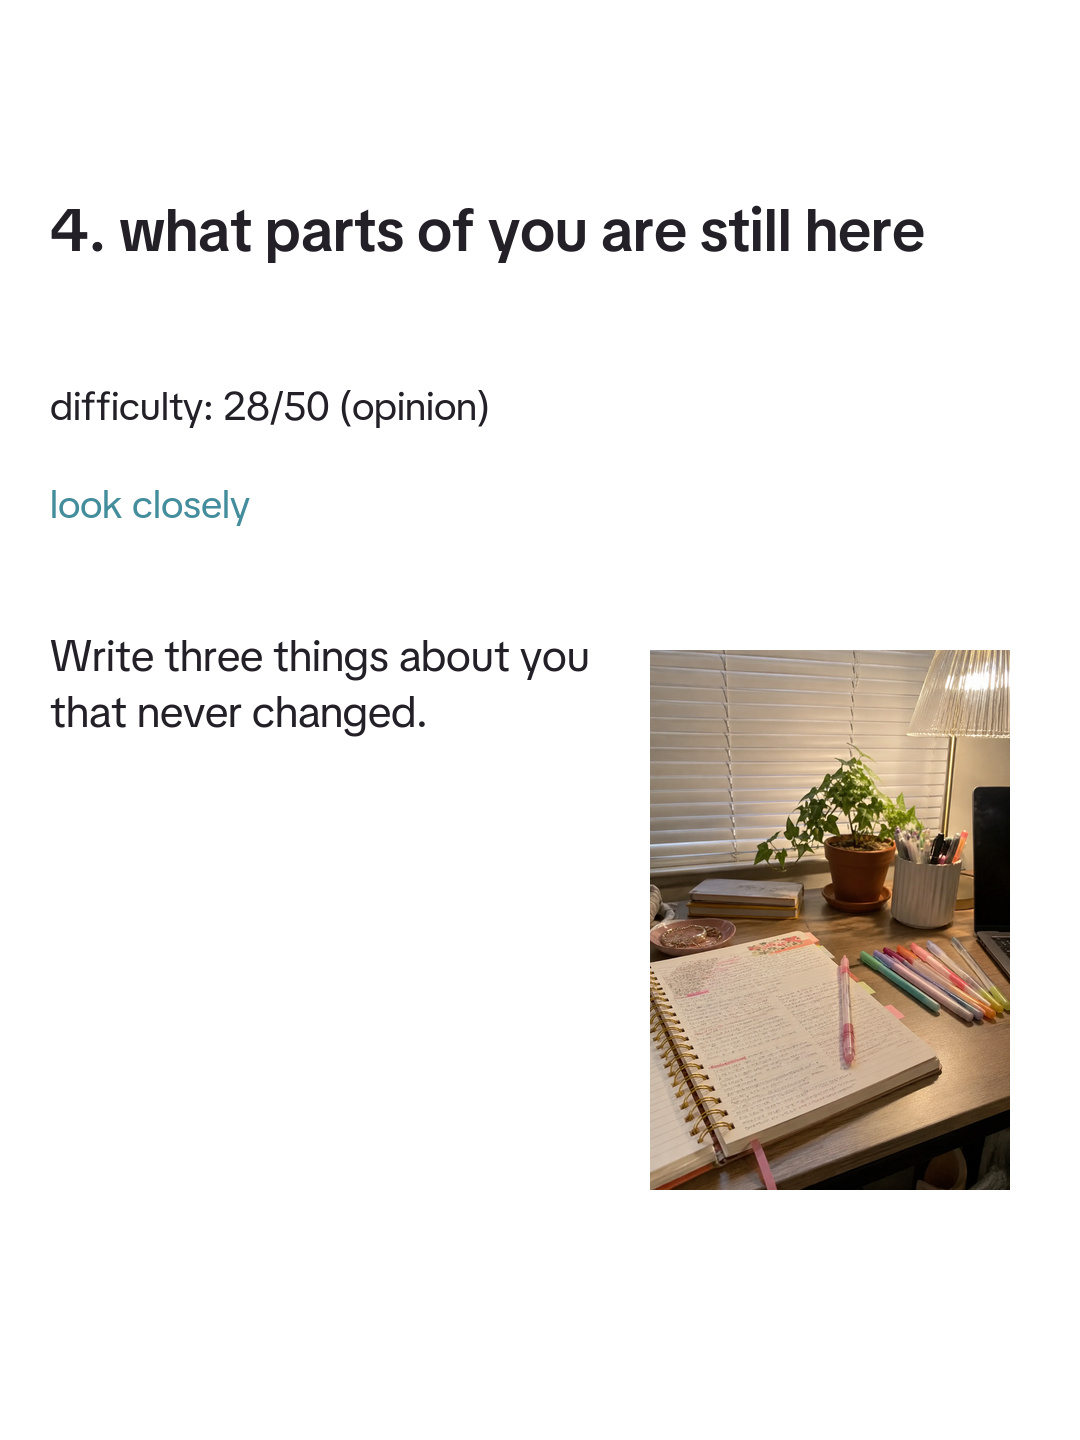 4. what parts of you are still here
difficulty: 28/50 (opinion)
look closely
Write three things about you
that never changed.